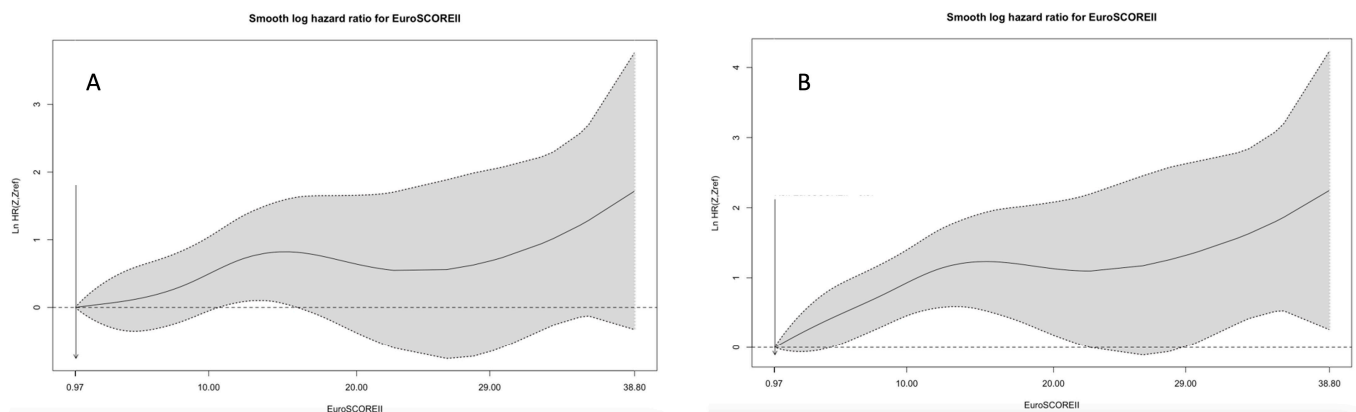 Smooth log hazard ratio for EuroSCOREII
A
3
2
1
0
Ln HR(Z,Zref)
0.97 10.00 20.00 29.00 38.80
EuroSCOREII
Smooth log hazard ratio for EuroSCOREII
B
4
3
2
1
0
Ln HR(Z,Zref)
0.97 10.00 20.00 29.00 38.80
EuroSCOREII